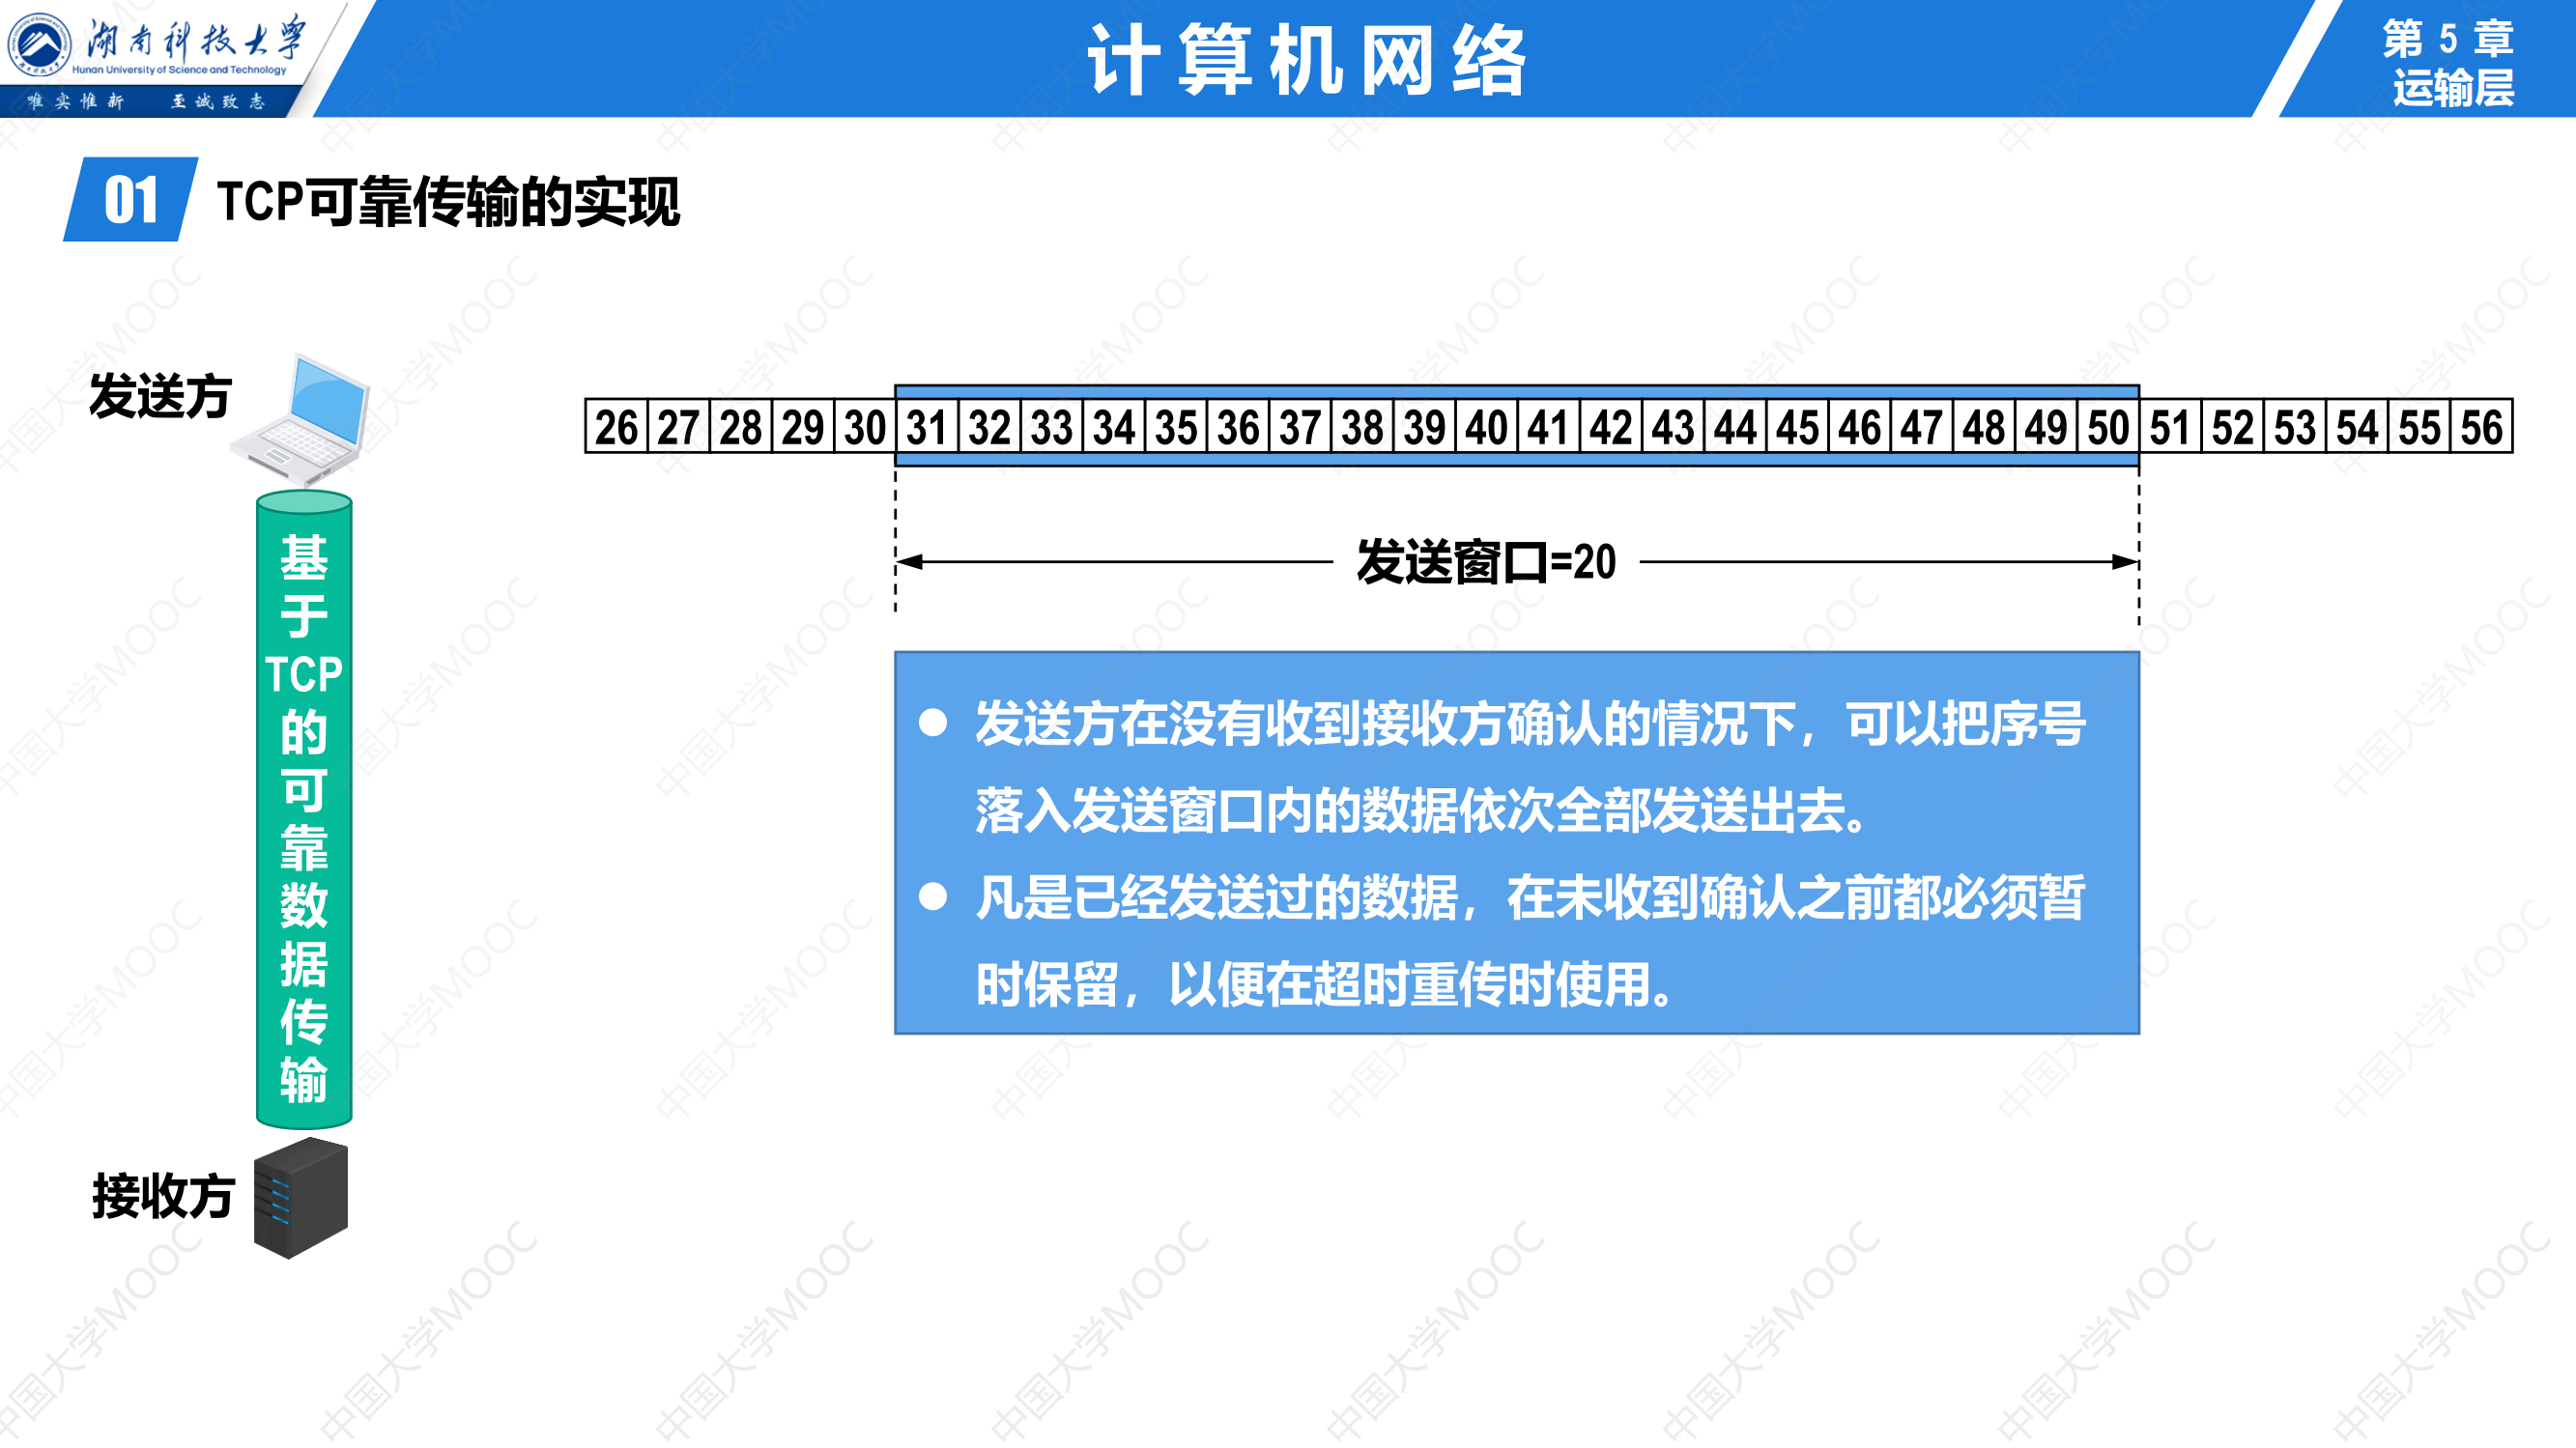 湖南科技大学
Hunan University of Science and Technology
唯实惟新 至诚致志
计算机网络
第 5 章
运输层
01 TCP可靠传输的实现
发送方
26 27 28 29 30 31 32 33 34 35 36 37 38 39 40 41 42 43 44 45 46 47 48 49 50 51 52 53 54 55 56
发送窗口=20
基
于
TCP
的
可
靠
数
据
传
输
● 发送方在没有收到接收方确认的情况下，可以把序号
落入发送窗口内的数据依次全部发送出去。
● 凡是已经发送过的数据，在未收到确认之前都必须暂
时保留，以便在超时重传时使用。
接收方
中国大学MOOC